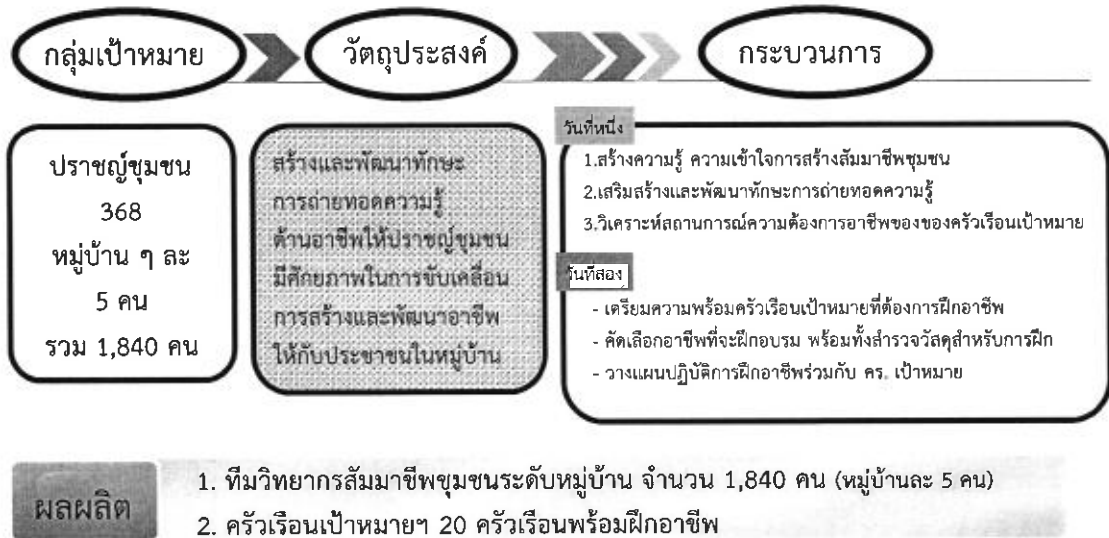 กลุ่มเป้าหมาย
วัตถุประสงค์
กระบวนการ
ปราชญ์ชุมชน
368
หมู่บ้าน ๆ ละ
5 คน
รวม 1,840 คน
สร้างและพัฒนาทักษะ
การถ่ายทอดความรู้
ด้านอาชีพให้ปราชญ์ชุมชน
มีศักยภาพในการขับเคลื่อน
การสร้างและพัฒนาอาชีพ
ให้กับประชาชนในหมู่บ้าน
วันที่หนึ่ง
1.สร้างความรู้ ความเข้าใจการสร้างสัมมาชีพชุมชน
2.เสริมสร้างและพัฒนาทักษะการถ่ายทอดความรู้
3.วิเคราะห์สถานการณ์ความต้องการอาชีพของของครัวเรือนเป้าหมาย
วันที่สอง
- เตรียมความพร้อมครัวเรือนเป้าหมายที่ต้องการฝึกอาชีพ
- คัดเลือกอาชีพที่จะฝึกอบรม พร้อมทั้งสำรวจวัสดุสำหรับการฝึก
- วางแผนปฏิบัติการฝึกอาชีพร่วมกับ คร. เป้าหมาย
ผลผลิต
1. ทีมวิทยากรสัมมาชีพชุมชนระดับหมู่บ้าน จำนวน 1,840 คน (หมู่บ้านละ 5 คน)
2. ครัวเรือนเป้าหมายฯ 20 ครัวเรือนพร้อมฝึกอาชีพ